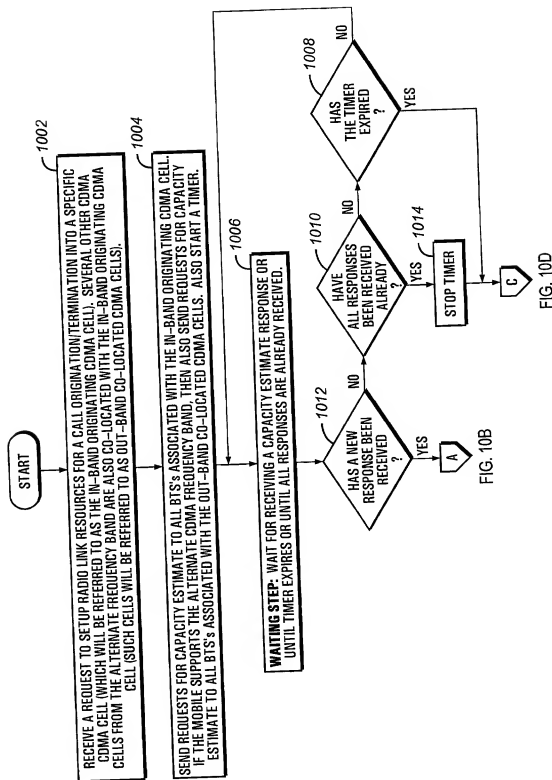 START
1002
RECEIVE A REQUEST TO SETUP RADIO LINK RESOURCES FOR A CALL ORIGINATION/TERMINATION INTO A SPECIFIC
CDMA CELL (WHICH WILL BE REFERRED TO AS THE IN-BAND ORIGINATING CDMA CELL), SEVERAL OTHER CDMA
CELLS FROM THE ALTERNATE FREQUENCY BAND ARE ALSO CO-LOCATED WITH THE IN-BAND ORIGINATING CDMA
CELL (SUCH CELLS WILL BE REFERRED TO AS OUT-BAND CO-LOCATED CDMA CELLS).
1004
SEND REQUESTS FOR CAPACITY ESTIMATE TO ALL BTS's ASSOCIATED WITH THE IN-BAND ORIGINATING CDMA CELL.
IF THE MOBILE SUPPORTS THE ALTERNATE CDMA FREQUENCY BAND, THEN ALSO SEND REQUESTS FOR CAPACITY
ESTIMATE TO ALL BTS's ASSOCIATED WITH THE OUT-BAND CO-LOCATED CDMA CELLS. ALSO START A TIMER.
1006
WAITING STEP: WAIT FOR RECEIVING A CAPACITY ESTIMATE RESPONSE OR
UNTIL TIMER EXPIRES OR UNTIL ALL RESPONSES ARE ALREADY RECEIVED.
1012
HAS A NEW
RESPONSE BEEN
RECEIVED
?
NO
YES
A
FIG. 10B
1010
HAVE
ALL RESPONSES
BEEN RECEIVED
ALREADY
?
NO
YES
1014
STOP TIMER
1008
HAS
THE TIMER
EXPIRED
?
NO
YES
C
FIG. 10D